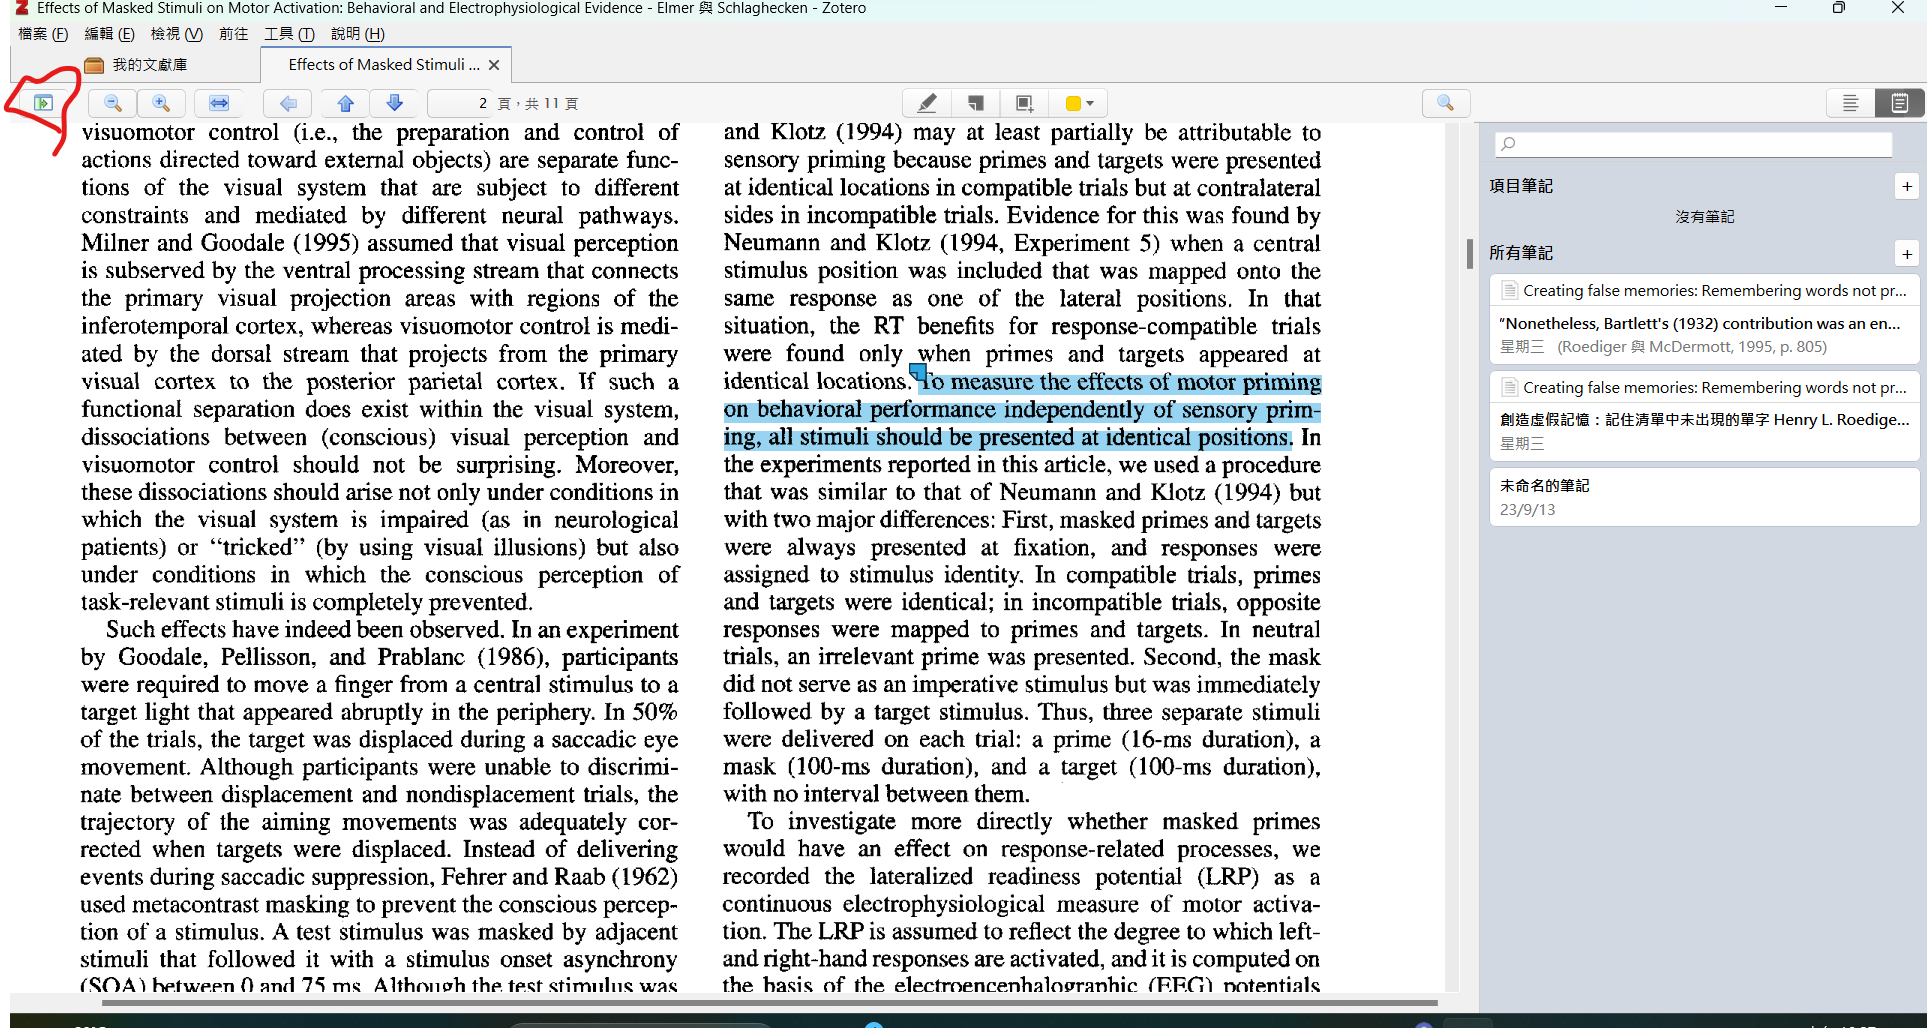 Effects of Masked Stimuli on Motor Activation: Behavioral and Electrophysiological Evidence - Elmer 與 Schlaghecken - Zotero
檔案 (F) 編輯 (E) 檢視 (V) 前往 工具 (T) 說明 (H)
我的文獻庫
Effects of Masked Stimuli ...
2 頁，共 11 頁
visuomotor control (i.e., the preparation and control of
actions directed toward external objects) are separate func-
tions of the visual system that are subject to different
constraints and mediated by different neural pathways.
Milner and Goodale (1995) assumed that visual perception
is subserved by the ventral processing stream that connects
the primary visual projection areas with regions of the
inferotemporal cortex, whereas visuomotor control is medi-
ated by the dorsal stream that projects from the primary
visual cortex to the posterior parietal cortex. If such a
functional separation does exist within the visual system,
dissociations between (conscious) visual perception and
visuomotor control should not be surprising. Moreover,
these dissociations should arise not only under conditions in
which the visual system is impaired (as in neurological
patients) or “tricked” (by using visual illusions) but also
under conditions in which the conscious perception of
task-relevant stimuli is completely prevented.
Such effects have indeed been observed. In an experiment
by Goodale, Pellisson, and Prablanc (1986), participants
were required to move a finger from a central stimulus to a
target light that appeared abruptly in the periphery. In 50%
of the trials, the target was displaced during a saccadic eye
movement. Although participants were unable to discrimi-
nate between displacement and nondisplacement trials, the
trajectory of the aiming movements was adequately cor-
rected when targets were displaced. Instead of delivering
events during saccadic suppression, Fehrer and Raab (1962)
used metacontrast masking to prevent the conscious percep-
tion of a stimulus. A test stimulus was masked by adjacent
stimuli that followed it with a stimulus onset asynchrony
(SOA) between 0 and 75 ms. Although the test stimulus was
and Klotz (1994) may at least partially be attributable to
sensory priming because primes and targets were presented
at identical locations in compatible trials but at contralateral
sides in incompatible trials. Evidence for this was found by
Neumann and Klotz (1994, Experiment 5) when a central
stimulus position was included that was mapped onto the
same response as one of the lateral positions. In that
situation, the RT benefits for response-compatible trials
were found only when primes and targets appeared at
identical locations. To measure the effects of motor priming
on behavioral performance independently of sensory prim-
ing, all stimuli should be presented at identical positions. In
the experiments reported in this article, we used a procedure
that was similar to that of Neumann and Klotz (1994) but
with two major differences: First, masked primes and targets
were always presented at fixation, and responses were
assigned to stimulus identity. In compatible trials, primes
and targets were identical; in incompatible trials, opposite
responses were mapped to primes and targets. In neutral
trials, an irrelevant prime was presented. Second, the mask
did not serve as an imperative stimulus but was immediately
followed by a target stimulus. Thus, three separate stimuli
were delivered on each trial: a prime (16-ms duration), a
mask (100-ms duration), and a target (100-ms duration),
with no interval between them.
To investigate more directly whether masked primes
would have an effect on response-related processes, we
recorded the lateralized readiness potential (LRP) as a
continuous electrophysiological measure of motor activa-
tion. The LRP is assumed to reflect the degree to which left-
and right-hand responses are activated, and it is computed on
the basis of the electroencephalographic (EEG) potentials
項目筆記
沒有筆記
所有筆記
Creating false memories: Remembering words not pr...
“Nonetheless, Bartlett's (1932) contribution was an en...
星期三 (Roediger 與 McDermott, 1995, p. 805)
Creating false memories: Remembering words not pr...
創造虛假記憶：記住清單中未出現的單字 Henry L. Roedige...
星期三
未命名的筆記
23/9/13